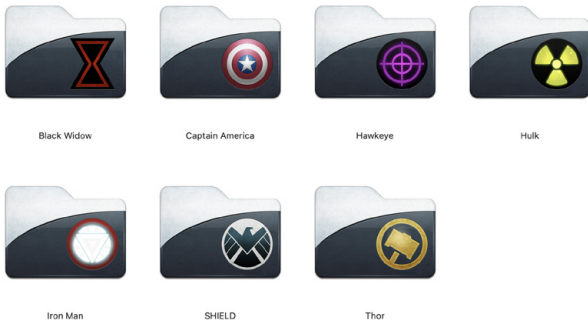 Black Widow
Captain America
Hawkeye
Hulk
Iron Man
SHIELD
Thor